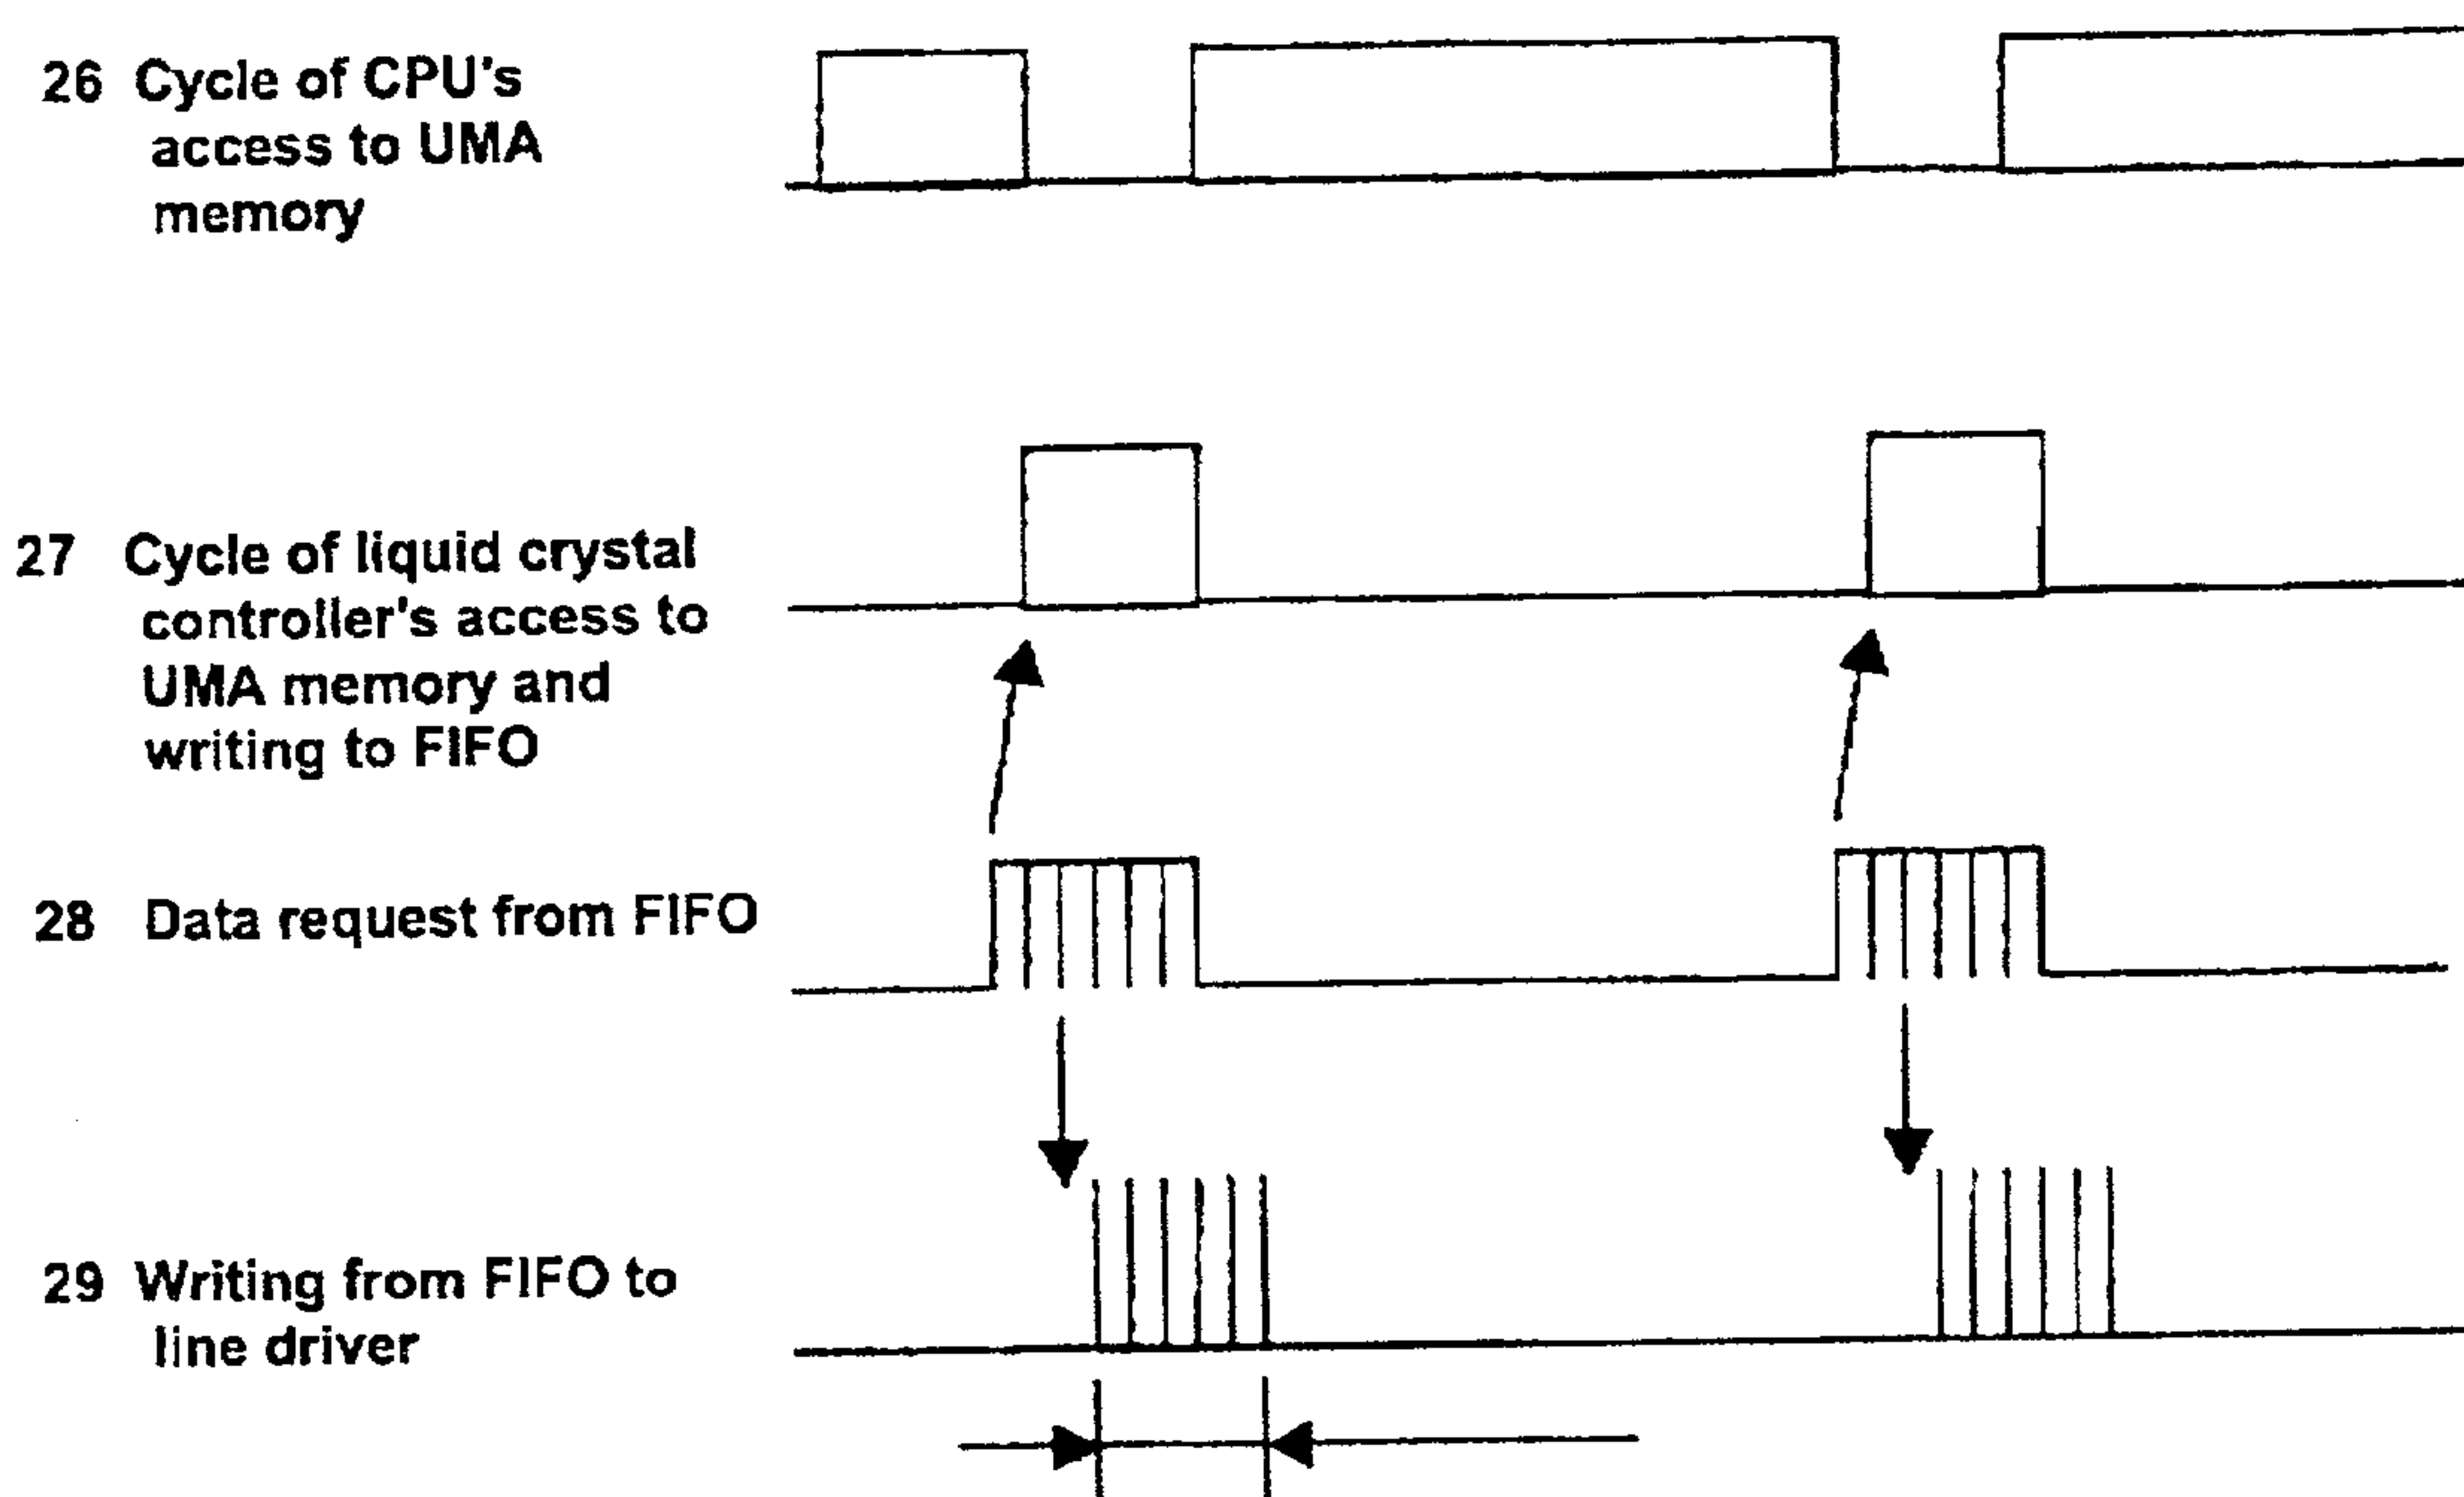 26 Cycle of CPU's
access to UMA
memory
27 Cycle of liquid crystal
controller's access to
UMA memory and
writing to FIFO
28 Data request from FIFO
29 Writing from FIFO to
line driver